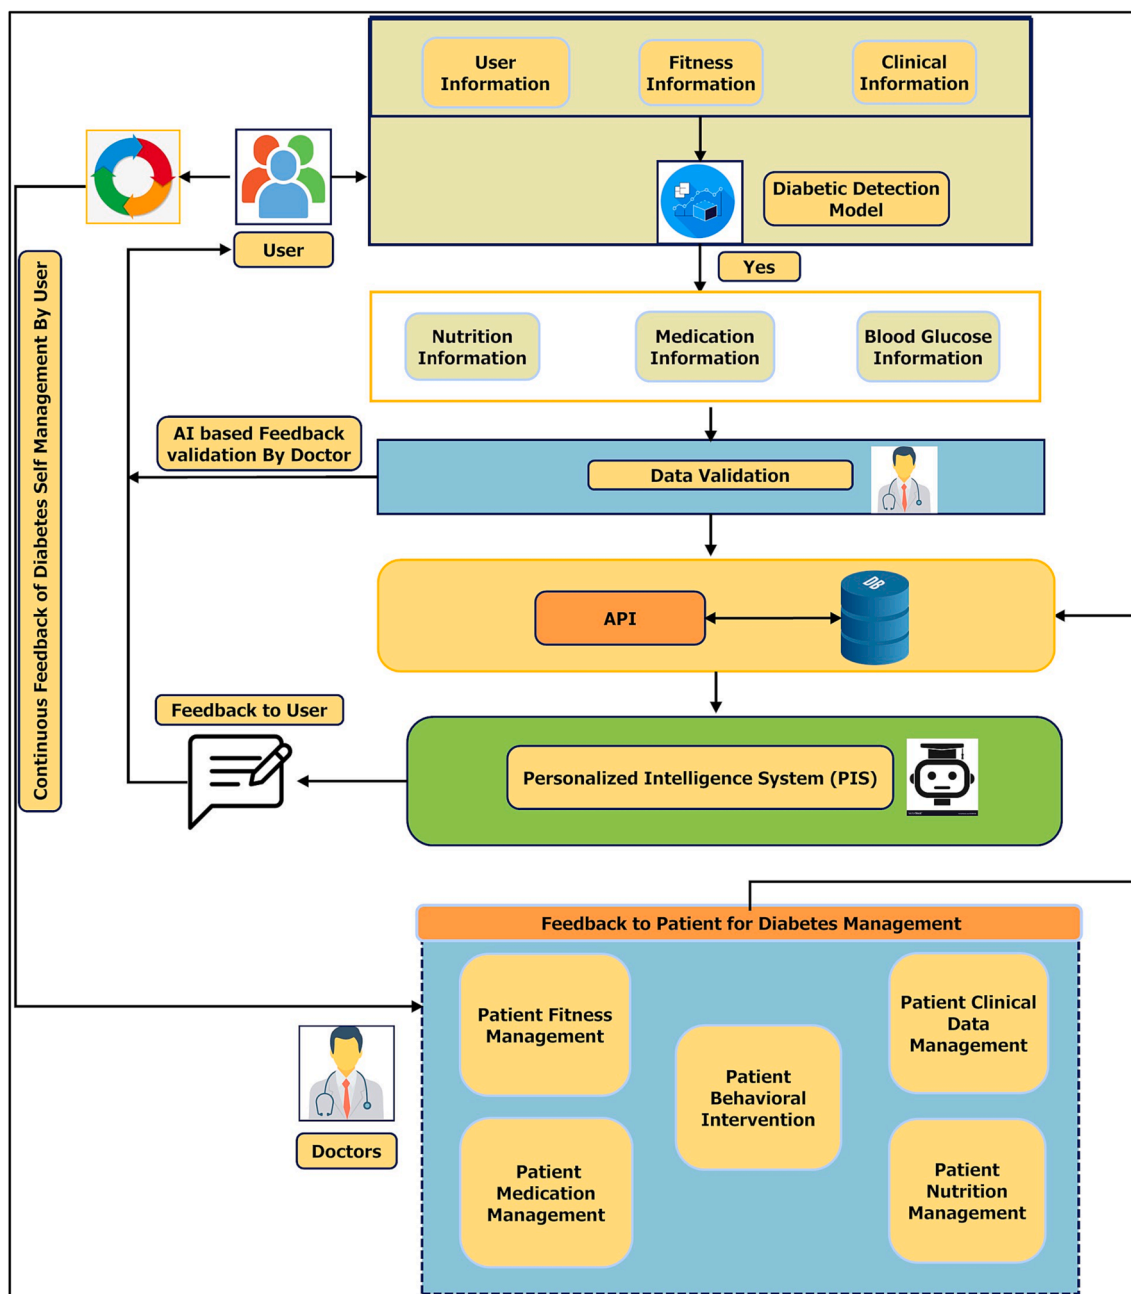 User
Information
Fitness
Information
Clinical
Information
Diabetic Detection
Model
User
Yes
Nutrition
Information
Medication
Information
Blood Glucose
Information
Continuous Feedback of Diabetes Self Management By User
AI based Feedback
validation By Doctor
Data Validation
API
DB
Feedback to User
Personalized Intelligence System (PIS)
Feedback to Patient for Diabetes Management
Patient Fitness
Management
Patient Clinical
Data
Management
Patient
Behavioral
Intervention
Doctors
Patient
Medication
Management
Patient
Nutrition
Management